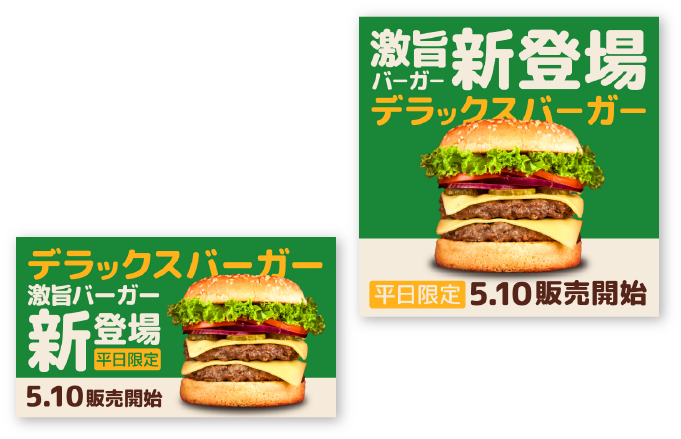 激旨
バーガー
新登場
デラックスバーガー
平日限定
5.10販売開始
デラックスバーガー
激旨バーガー
新登場
平日限定
5.10販売開始